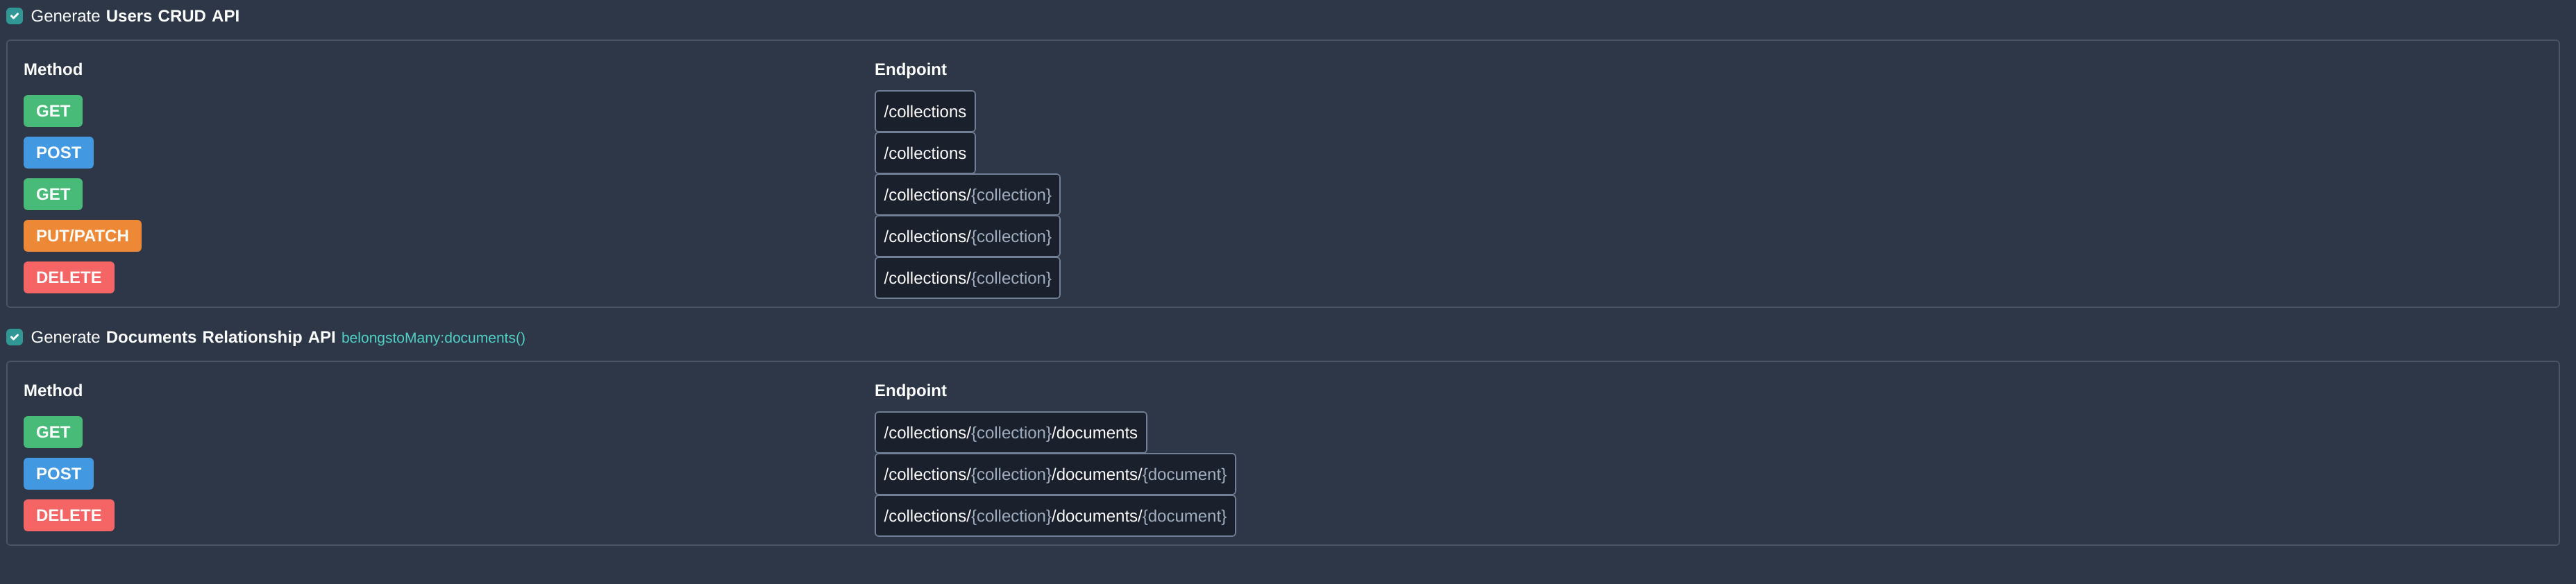 Generate Users CRUD API
Method Endpoint
GET /collections
POST /collections
GET /collections/{collection}
PUT/PATCH /collections/{collection}
DELETE /collections/{collection}
Generate Documents Relationship API belongstoMany:documents()
Method Endpoint
GET /collections/{collection}/documents
POST /collections/{collection}/documents/{document}
DELETE /collections/{collection}/documents/{document}